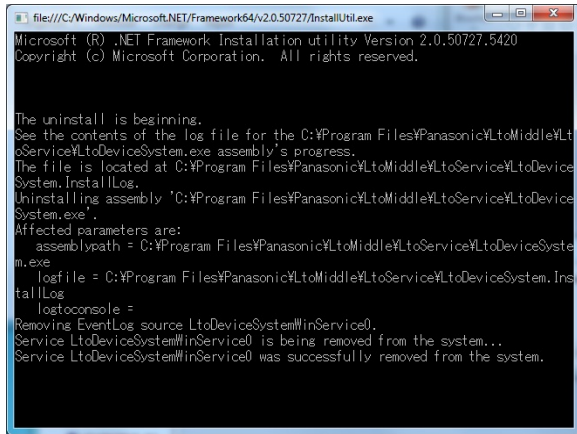 file:///C:/Windows/Microsoft.NET/Framework64/v2.0.50727/InstallUtil.exe
Microsoft (R) .NET Framework Installation utility Version 2.0.50727.5420
Copyright (c) Microsoft Corporation.  All rights reserved.
The uninstall is beginning.
See the contents of the log file for the C:¥Program Files¥Panasonic¥LtoMiddle¥Lt
oService¥LtoDeviceSystem.exe assembly's progress.
The file is located at C:¥Program Files¥Panasonic¥LtoMiddle¥LtoService¥LtoDevice
System.InstallLog.
Uninstalling assembly 'C:¥Program Files¥Panasonic¥LtoMiddle¥LtoService¥LtoDevice
System.exe'.
Affected parameters are:
   assemblypath = C:¥Program Files¥Panasonic¥LtoMiddle¥LtoService¥LtoDeviceSyste
m.exe
   logfile = C:¥Program Files¥Panasonic¥LtoMiddle¥LtoService¥LtoDeviceSystem.Ins
tallLog
   logtoconsole =
Removing EventLog source LtoDeviceSystemWinService0.
Service LtoDeviceSystemWinService0 is being removed from the system...
Service LtoDeviceSystemWinService0 was successfully removed from the system.